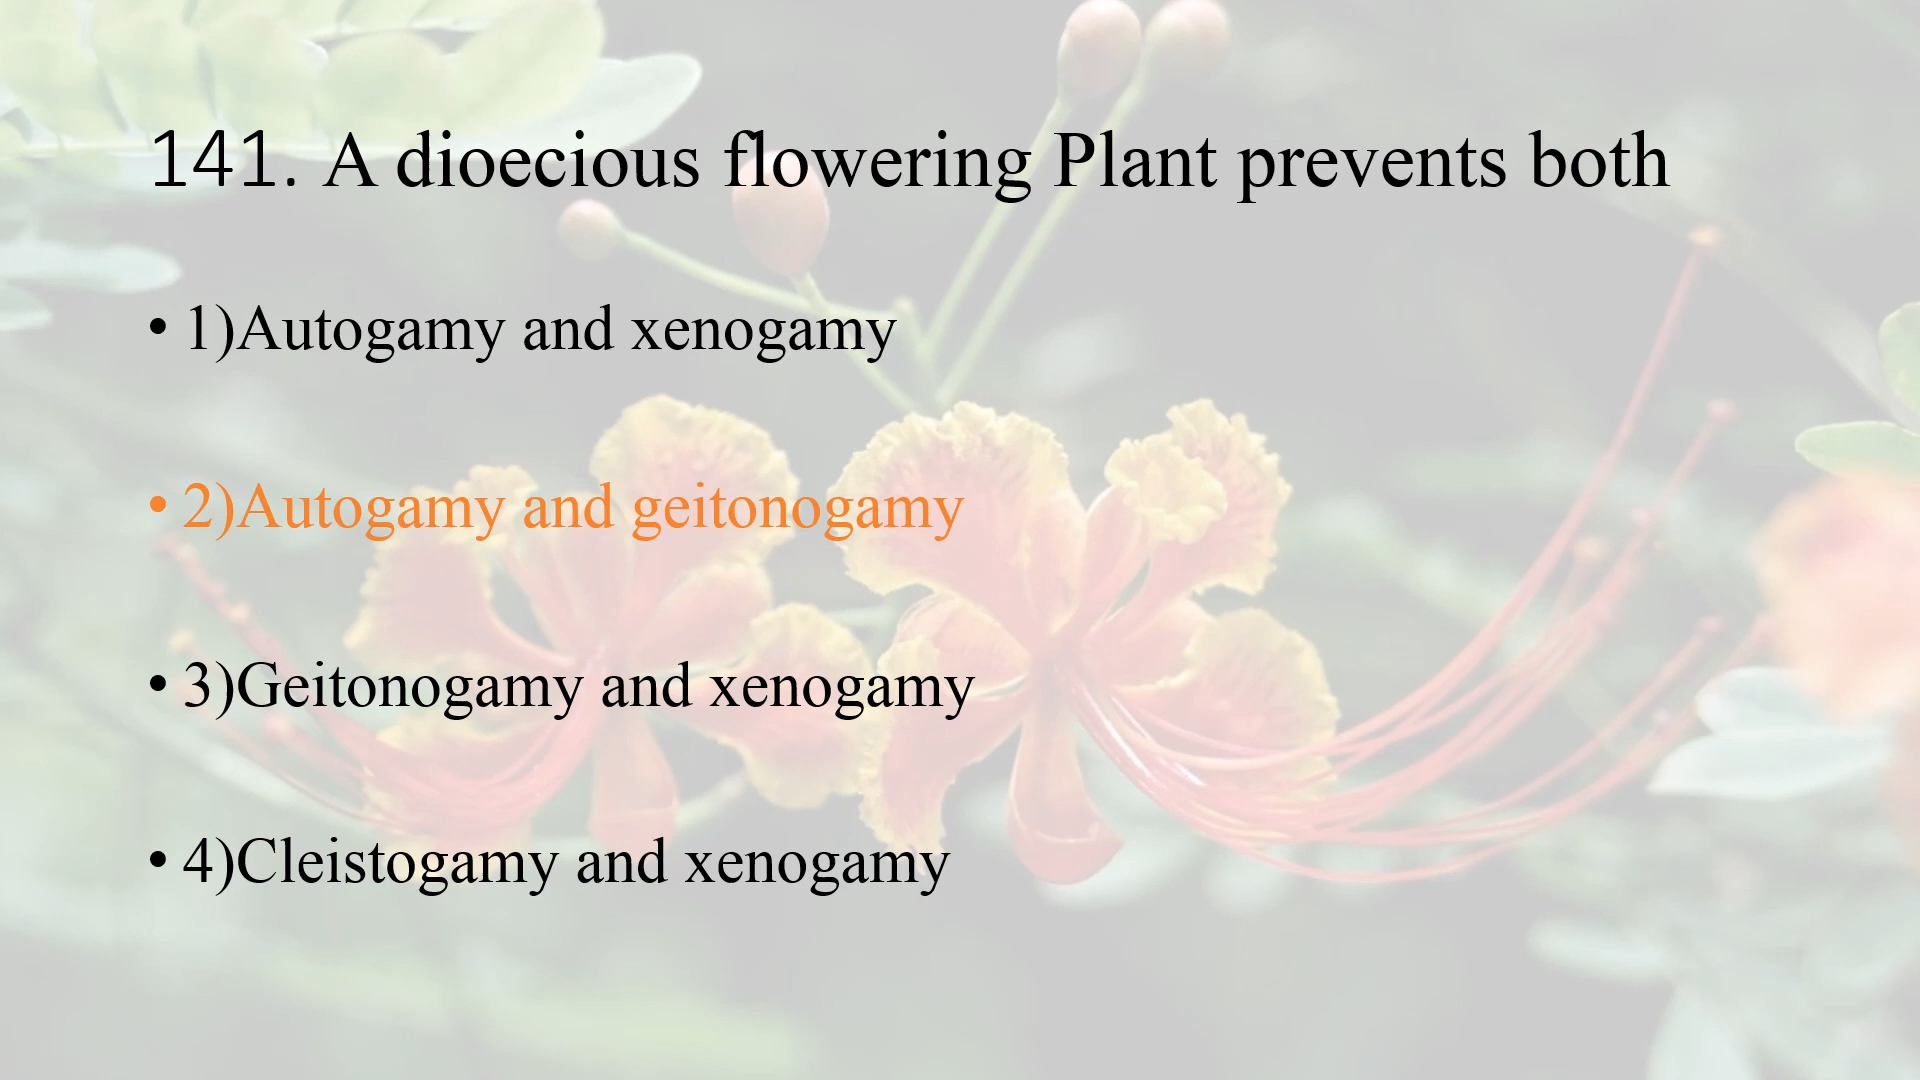 141. A dioecious flowering Plant prevents both
• 1)Autogamy and xenogamy
• 2)Autogamy and geitonogamy
• 3)Geitonogamy and xenogamy
• 4)Cleistogamy and xenogamy